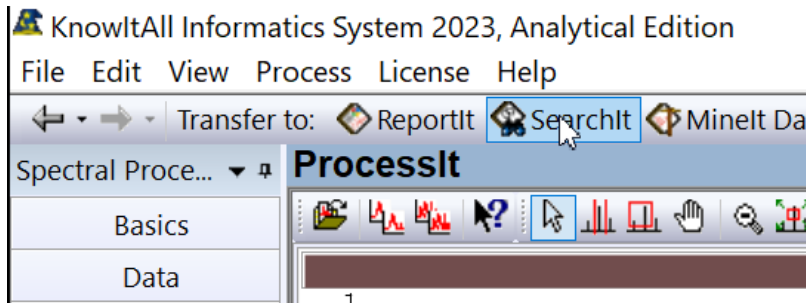 KnowItAll Informatics System 2023, Analytical Edition
File Edit View Process License Help
Transfer to: ReportIt SearchIt MineIt Da
Spectral Proce... ProcessIt
Basics
Data